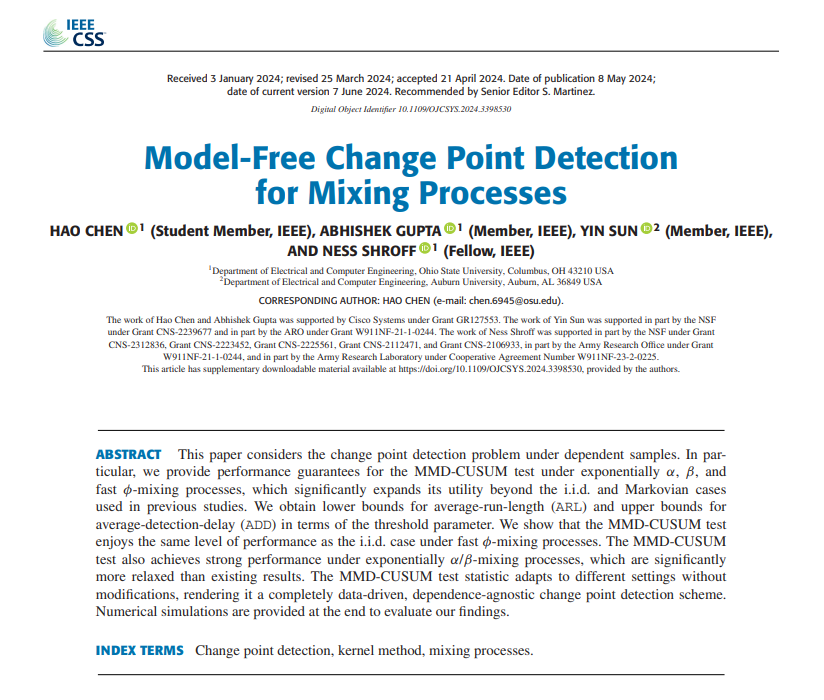 IEEE
CSS
Received 3 January 2024; revised 25 March 2024; accepted 21 April 2024. Date of publication 8 May 2024;
date of current version 7 June 2024. Recommended by Senior Editor S. Martinez.
Digital Object Identifier 10.1109/OJCSYS.2024.3398530
Model-Free Change Point Detection
for Mixing Processes
HAO CHEN iD 1 (Student Member, IEEE), ABHISHEK GUPTA iD 1 (Member, IEEE), YIN SUN iD 2 (Member, IEEE),
AND NESS SHROFF iD 1 (Fellow, IEEE)
1Department of Electrical and Computer Engineering, Ohio State University, Columbus, OH 43210 USA
2Department of Electrical and Computer Engineering, Auburn University, Auburn, AL 36849 USA
CORRESPONDING AUTHOR: HAO CHEN (e-mail: chen.6945@osu.edu).
The work of Hao Chen and Abhishek Gupta was supported by Cisco Systems under Grant GR127553. The work of Yin Sun was supported in part by the NSF
under Grant CNS-2239677 and in part by the ARO under Grant W911NF-21-1-0244. The work of Ness Shroff was supported in part by the NSF under Grant
CNS-2312836, Grant CNS-2223452, Grant CNS-2225561, Grant CNS-2112471, and Grant CNS-2106933, in part by the Army Research Office under Grant
W911NF-21-1-0244, and in part by the Army Research Laboratory under Cooperative Agreement Number W911NF-23-2-0225.
This article has supplementary downloadable material available at https://doi.org/10.1109/OJCSYS.2024.3398530, provided by the authors.
ABSTRACT This paper considers the change point detection problem under dependent samples. In par-
ticular, we provide performance guarantees for the MMD-CUSUM test under exponentially α, β, and
fast ϕ-mixing processes, which significantly expands its utility beyond the i.i.d. and Markovian cases
used in previous studies. We obtain lower bounds for average-run-length (ARL) and upper bounds for
average-detection-delay (ADD) in terms of the threshold parameter. We show that the MMD-CUSUM test
enjoys the same level of performance as the i.i.d. case under fast ϕ-mixing processes. The MMD-CUSUM
test also achieves strong performance under exponentially α/β-mixing processes, which are significantly
more relaxed than existing results. The MMD-CUSUM test statistic adapts to different settings without
modifications, rendering it a completely data-driven, dependence-agnostic change point detection scheme.
Numerical simulations are provided at the end to evaluate our findings.
INDEX TERMS Change point detection, kernel method, mixing processes.